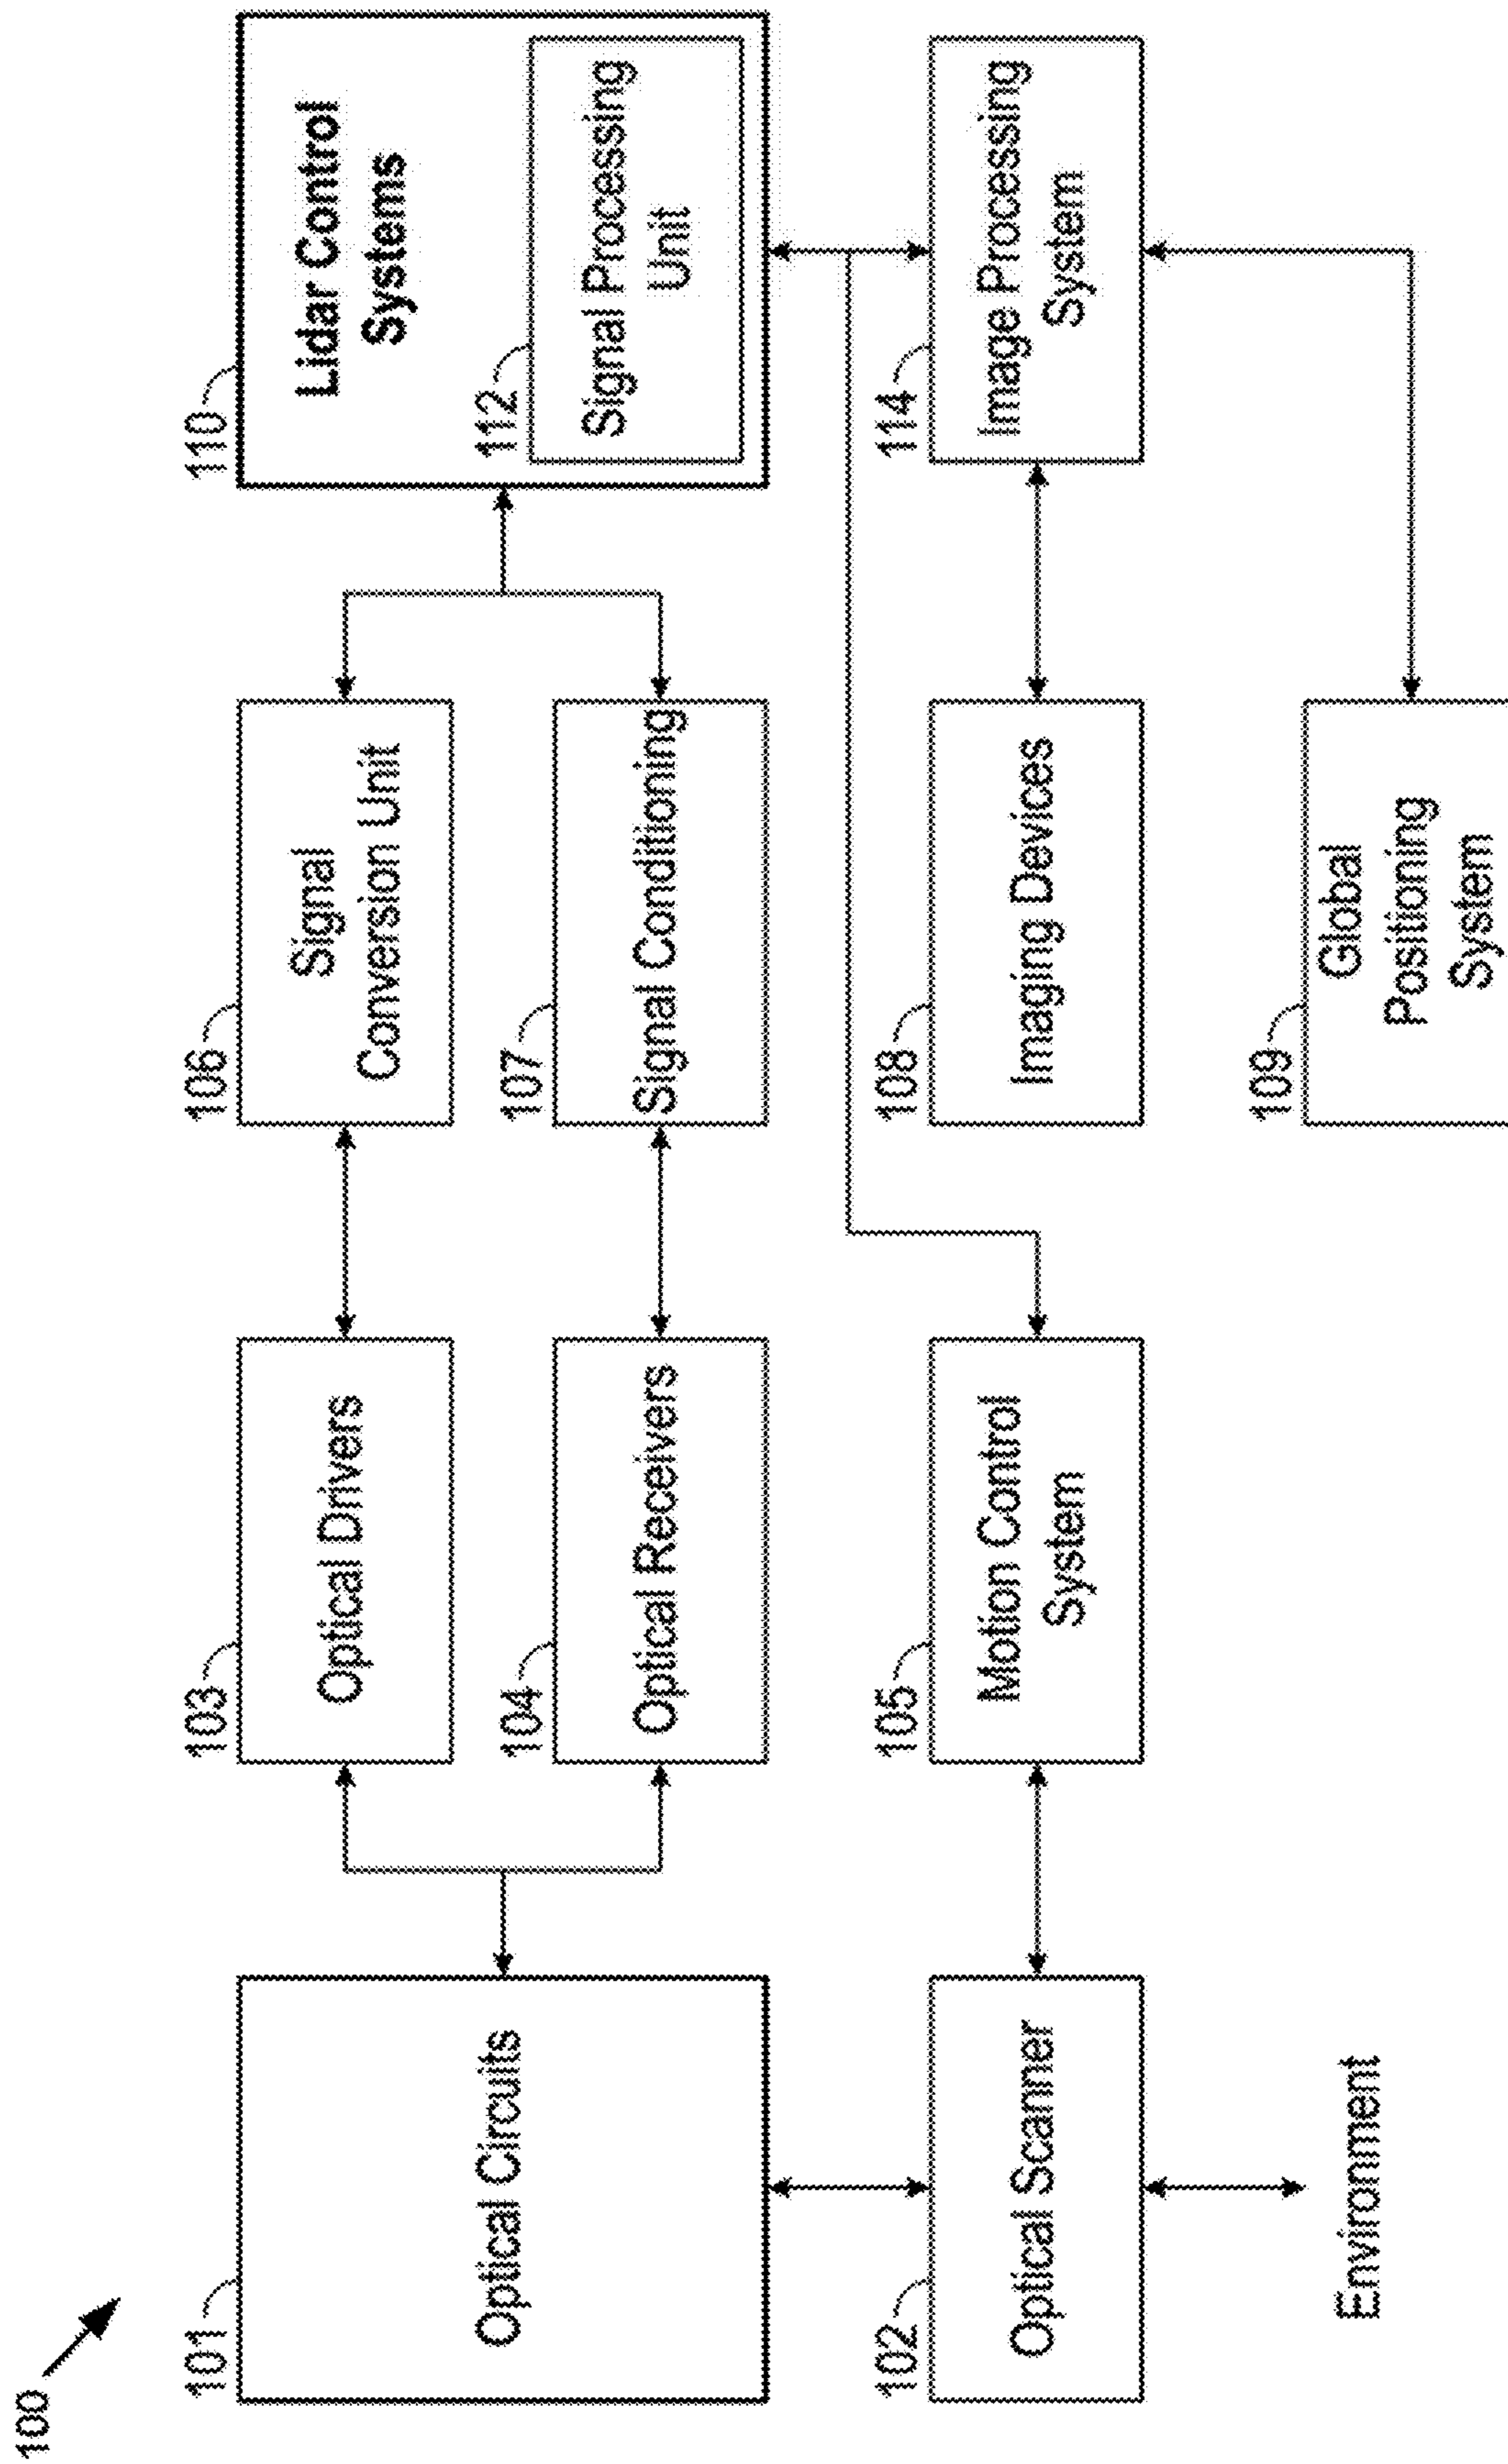 100
101
Optical Circuits
102
Optical Scanner
Environment
103
Optical Drivers
104
Optical Receivers
105
Motion Control
System
106
Signal
Conversion Unit
107
Signal Conditioning
108
Imaging Devices
109
Global
Positioning
System
110
Lidar Control
Systems
112
Signal Processing
Unit
114
Image Processing
System